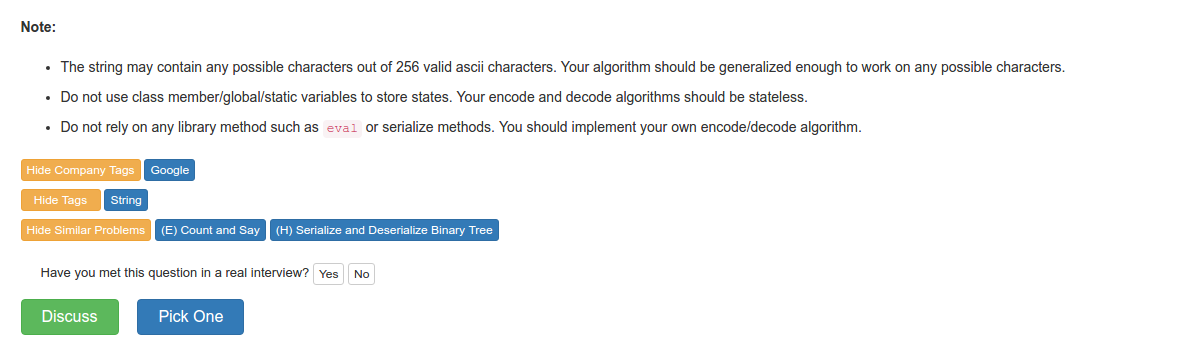 Note:
The string may contain any possible characters out of 256 valid ascii characters. Your algorithm should be generalized enough to work on any possible characters.
Do not use class member/global/static variables to store states. Your encode and decode algorithms should be stateless.
Do not rely on any library method such as eval or serialize methods. You should implement your own encode/decode algorithm.
Hide Company Tags Google
Hide Tags String
Hide Similar Problems (E) Count and Say (H) Serialize and Deserialize Binary Tree
Have you met this question in a real interview? Yes No
Discuss Pick One